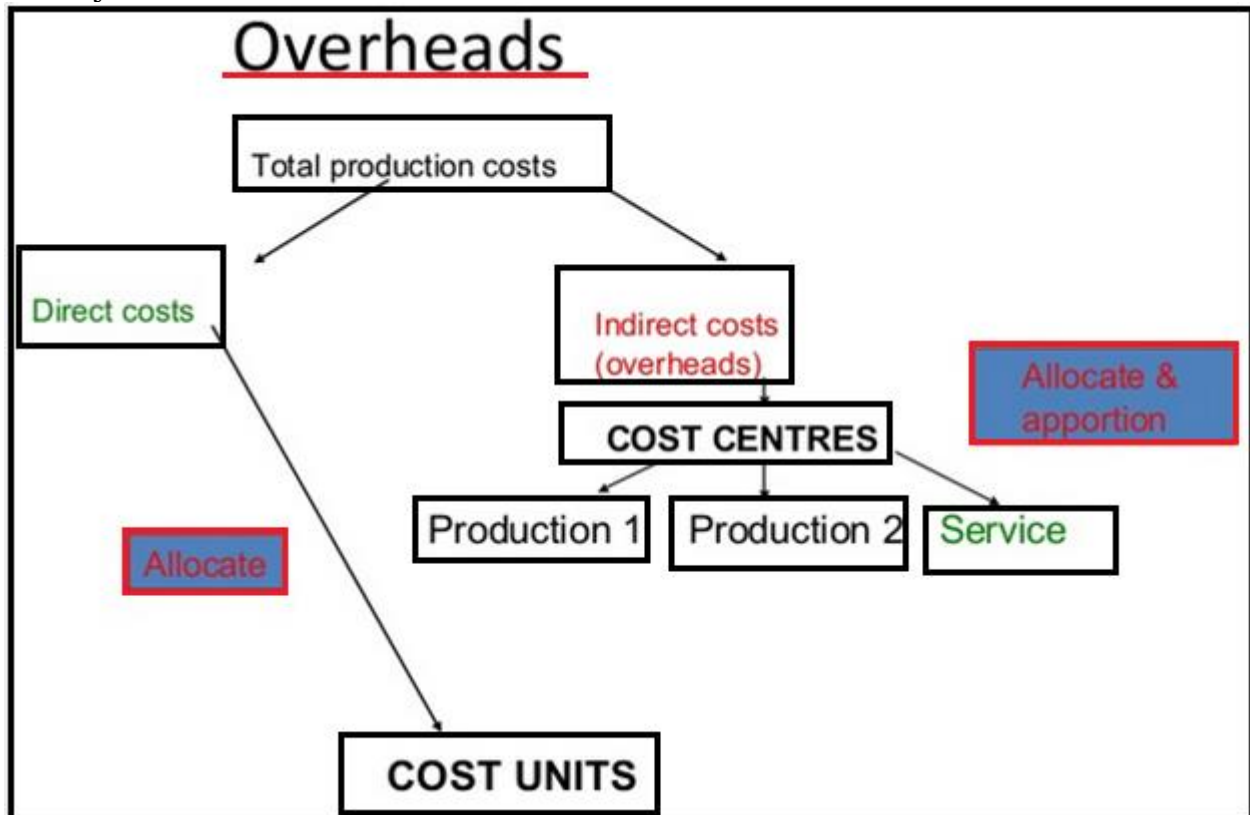 Overheads
Total production costs
Direct costs
Indirect costs
(overheads)
Allocate &
apportion
COST CENTRES
Production 1
Production 2
Service
Allocate
COST UNITS